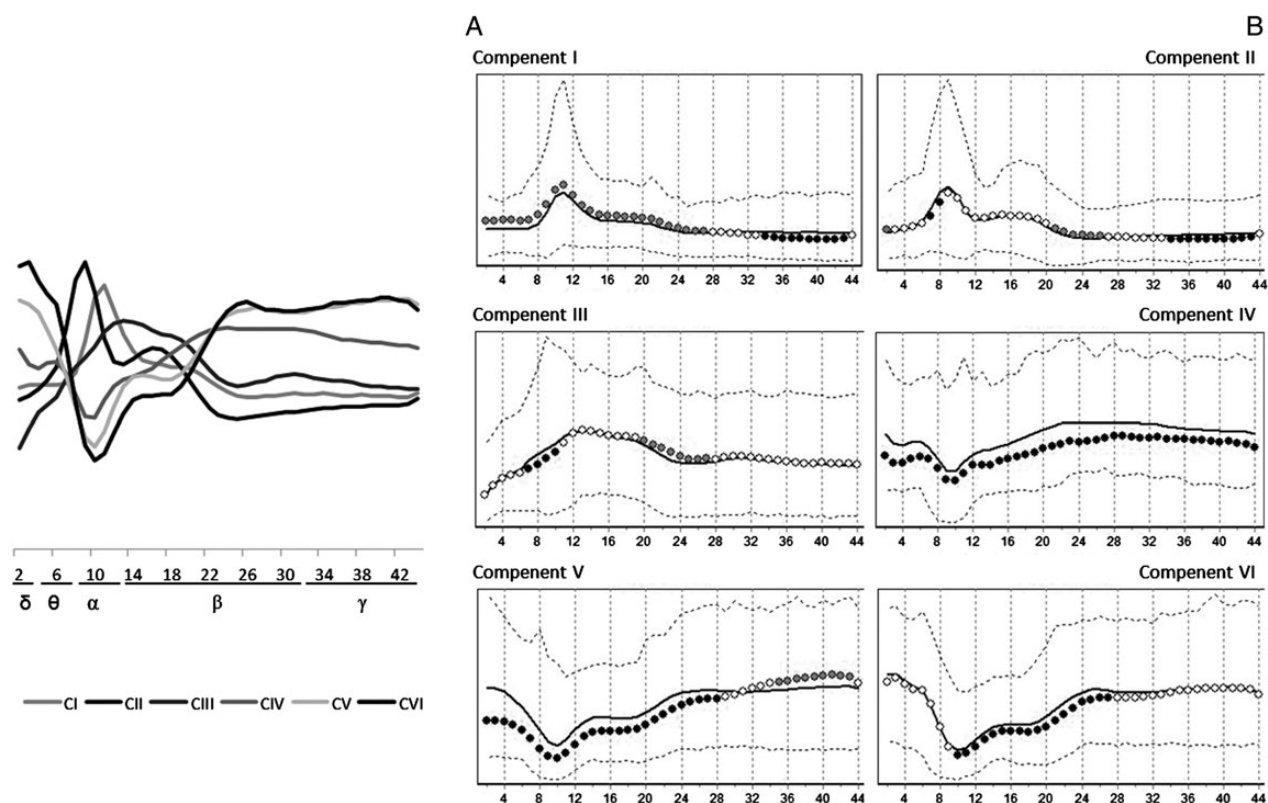 A
B
Compenent I
Compenent II
4 8 12 16 20 24 28 32 36 40 44
4 8 12 16 20 24 28 32 36 40 44
Compenent III
Compenent IV
4 8 12 16 20 24 28 32 36 40 44
4 8 12 16 20 24 28 32 36 40 44
Compenent V
Compenent VI
4 8 12 16 20 24 28 32 36 40 44
4 8 12 16 20 24 28 32 36 40 44
2 6 10 14 18 22 26 30 34 38 42
δ θ α β γ
CI CII CIII CIV CV CVI